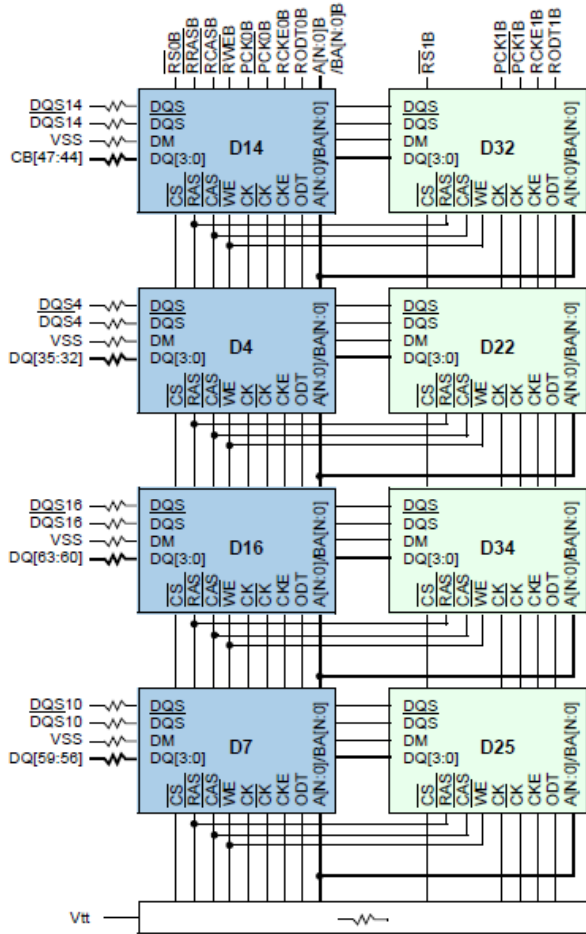 RS0B RRASB RCASB RWEB PCK0B PCK0B RCKE0B RODT0B A[N:0]B
/BA[N:0]B
RS1B PCK1B PCK1B RCKE1B RODT1B
DQS14 DQS DQS
DQS14 DQS DQS
VSS DM D14 DM D32
CB[47:44] DQ[3:0] DQ[3:0]
CS RAS CAS WE CK CK CKE ODT A[N:0]/BA[N:0] CS RAS CAS WE CK CK CKE ODT A[N:0]/BA[N:0]
DQS4 DQS DQS
DQS4 DQS DQS
VSS DM D4 DM D22
DQ[35:32] DQ[3:0] DQ[3:0]
CS RAS CAS WE CK CK CKE ODT A[N:0]/BA[N:0] CS RAS CAS WE CK CK CKE ODT A[N:0]/BA[N:0]
DQS16 DQS DQS
DQS16 DQS DQS
VSS DM D16 DM D34
DQ[63:60] DQ[3:0] DQ[3:0]
CS RAS CAS WE CK CK CKE ODT A[N:0]/BA[N:0] CS RAS CAS WE CK CK CKE ODT A[N:0]/BA[N:0]
DQS10 DQS DQS
DQS10 DQS DQS
VSS DM D7 DM D25
DQ[59:56] DQ[3:0] DQ[3:0]
CS RAS CAS WE CK CK CKE ODT A[N:0]/BA[N:0] CS RAS CAS WE CK CK CKE ODT A[N:0]/BA[N:0]
Vtt